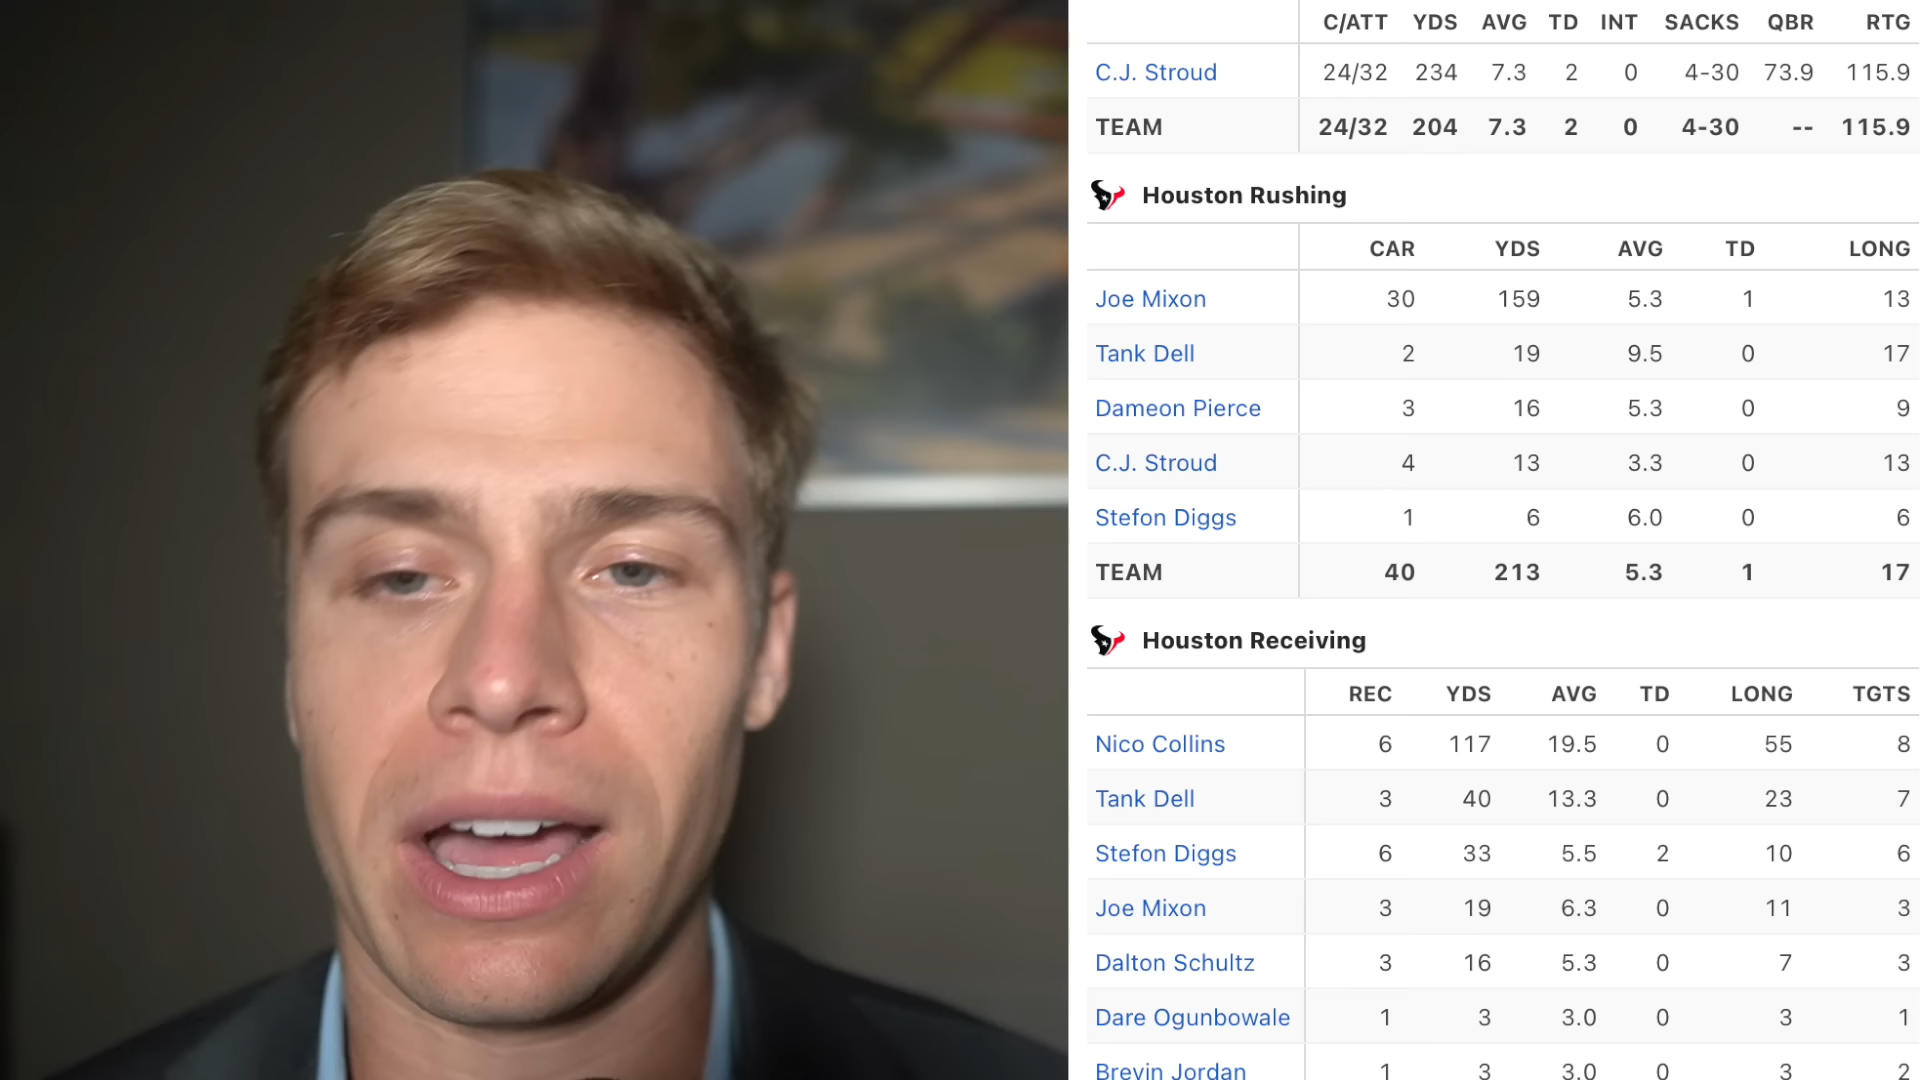 C/ATT YDS AVG TD INT SACKS QBR RTG
C.J. Stroud 24/32 234 7.3 2 0 4-30 73.9 115.9
TEAM 24/32 204 7.3 2 0 4-30 -- 115.9
Houston Rushing
CAR YDS AVG TD LONG
Joe Mixon 30 159 5.3 1 13
Tank Dell 2 19 9.5 0 17
Dameon Pierce 3 16 5.3 0 9
C.J. Stroud 4 13 3.3 0 13
Stefon Diggs 1 6 6.0 0 6
TEAM 40 213 5.3 1 17
Houston Receiving
REC YDS AVG TD LONG TGTS
Nico Collins 6 117 19.5 0 55 8
Tank Dell 3 40 13.3 0 23 7
Stefon Diggs 6 33 5.5 2 10 6
Joe Mixon 3 19 6.3 0 11 3
Dalton Schultz 3 16 5.3 0 7 3
Dare Ogunbowale 1 3 3.0 0 3 1
Brevin Jordan 1 3 3.0 0 3 2